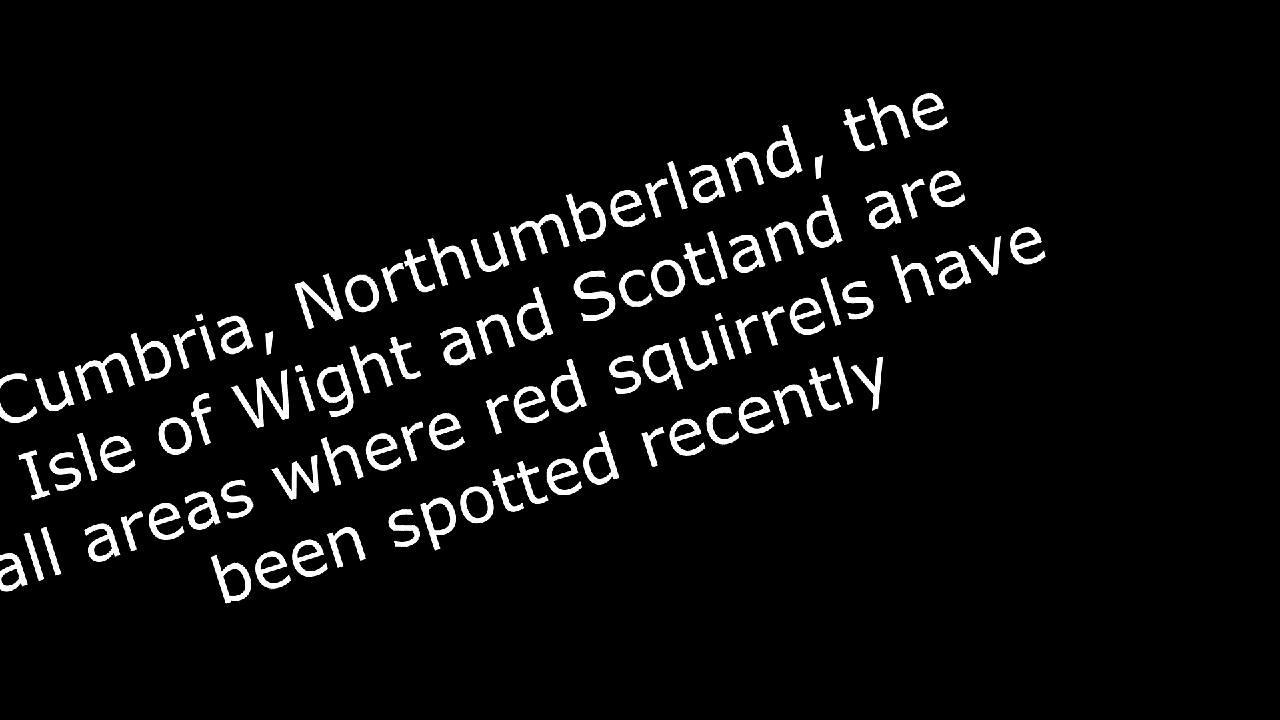 Cumbria, Northumberland, the
Isle of Wight and Scotland are
all areas where red squirrels have
been spotted recently